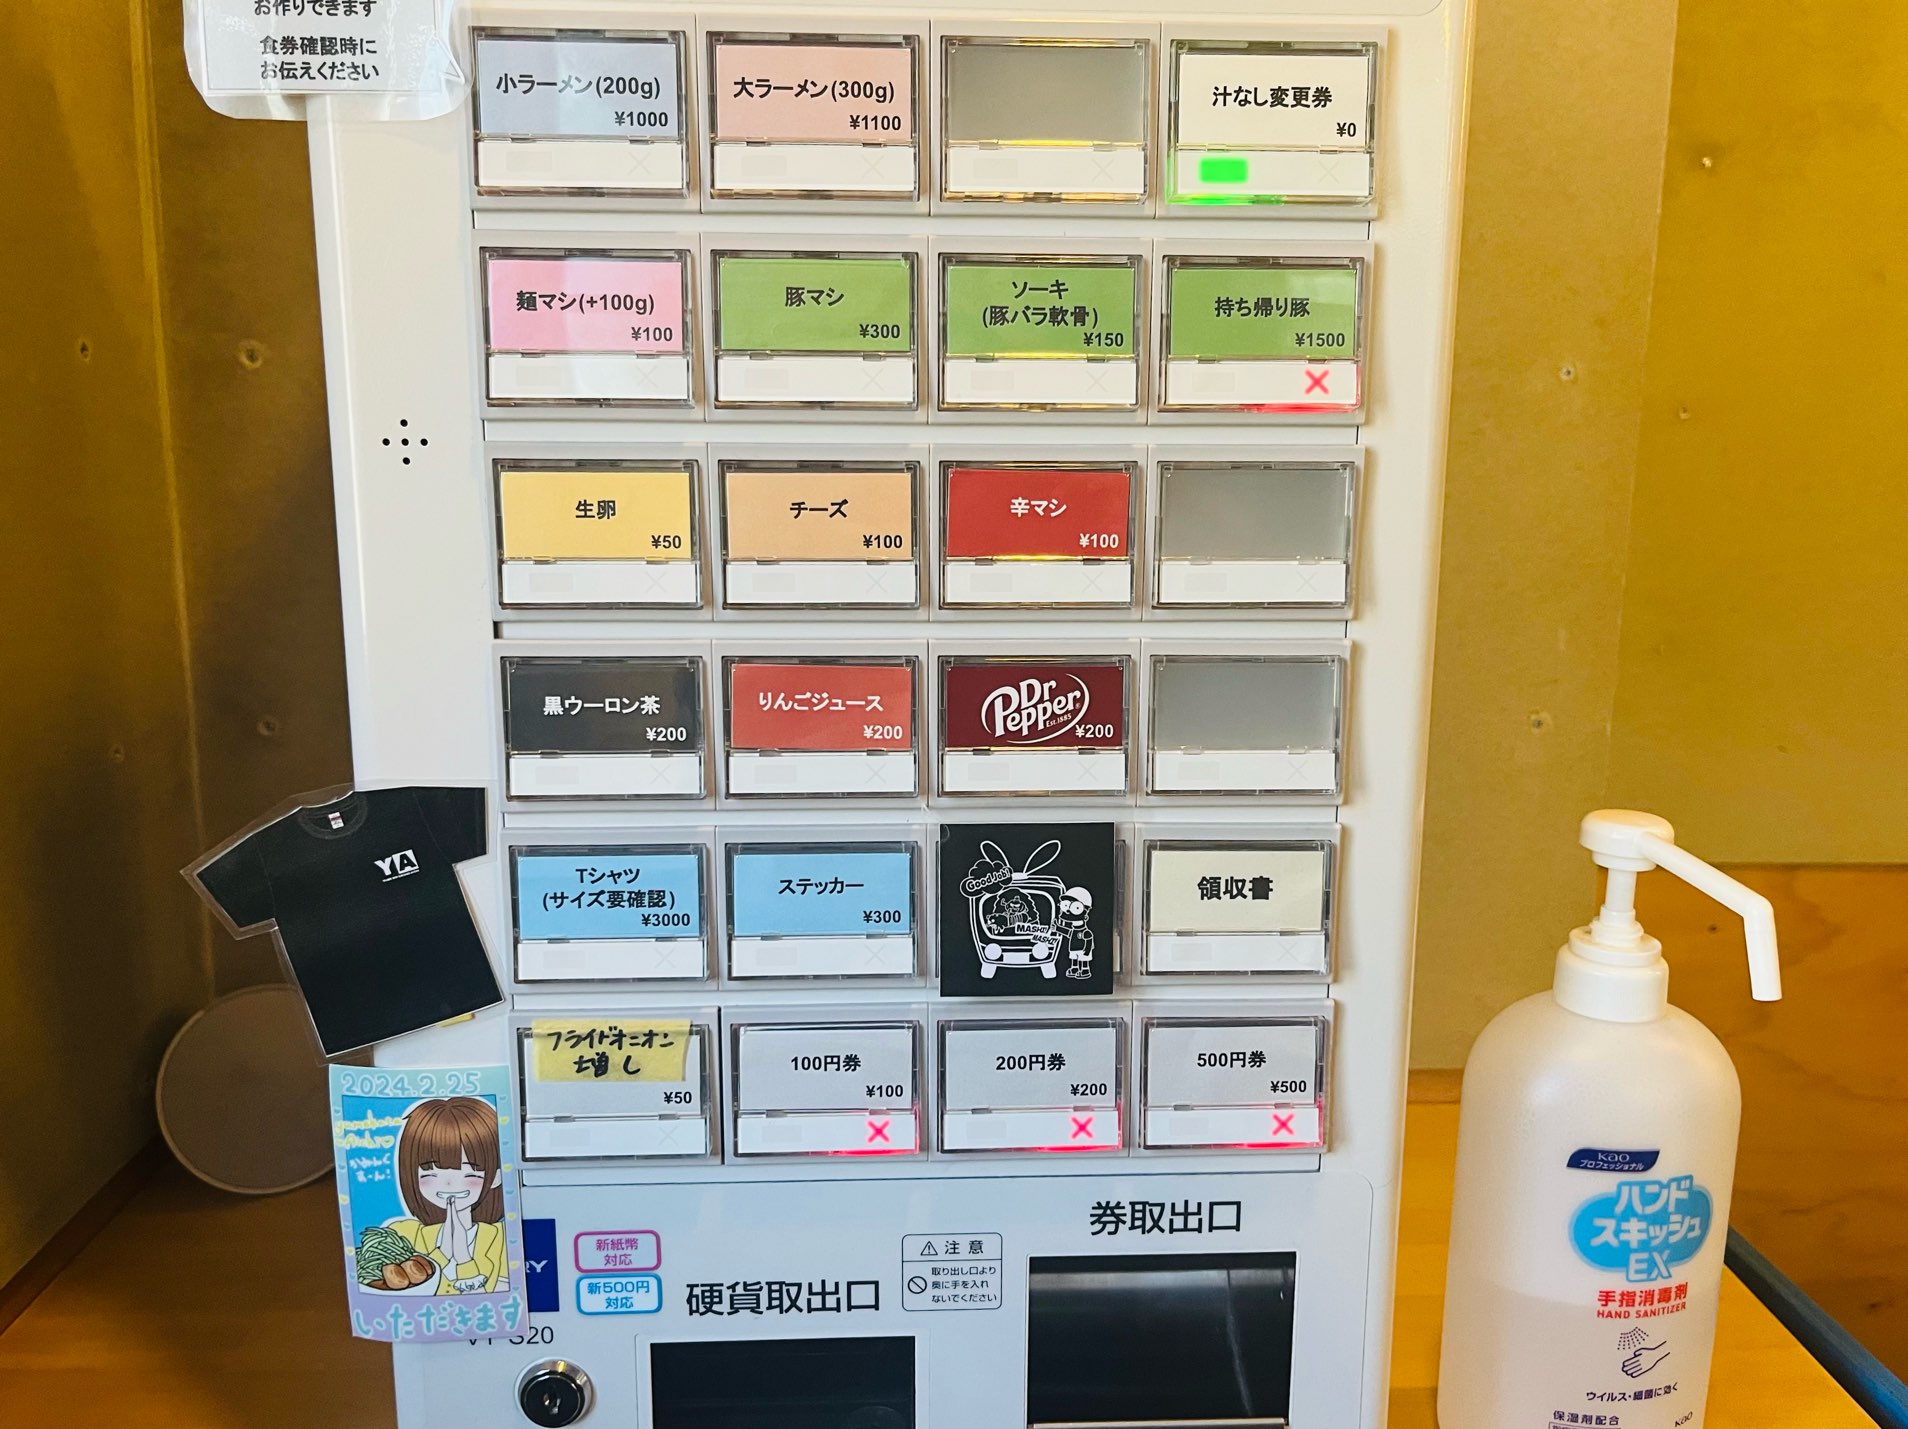 お作りできます
食券確認時に
お伝えください
小ラーメン(200g)
¥1000
大ラーメン(300g)
¥1100
汁なし変更券
¥0
麺マシ(+100g)
¥100
豚マシ
¥300
ソーキ
(豚バラ軟骨)
¥150
持ち帰り豚
¥1500
生卵
¥50
チーズ
¥100
辛マシ
¥100
黒ウーロン茶
¥200
りんごジュース
¥200
Dr
Pepper
Est.1885
¥200
Tシャツ
(サイズ要確認)
¥3000
ステッカー
¥300
GoodJob!
MASHI!
MASHI!
領収書
YA
フライドオニオン
増し
¥50
100円券
¥100
200円券
¥200
500円券
¥500
2024.2.25
いただきます
新紙幣
対応
新500円
対応
硬貨取出口
注意
取り出し口より
奥に手を入れ
ないでください
券取出口
S20
Kao
プロフェッショナル
ハンド
スキッシュ
EX
手指消毒剤
HAND SANITIZER
ウイルス・細菌に効く
保湿剤配合
Kao